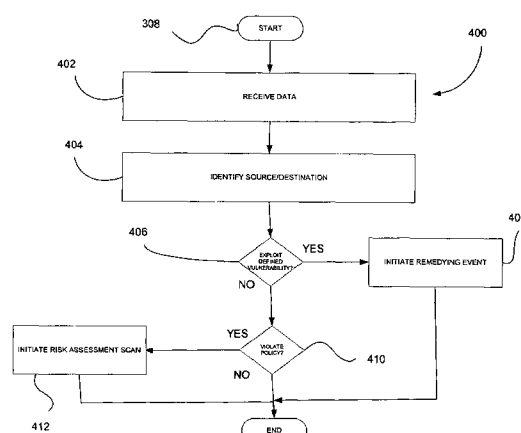 START
308
400
402
RECEIVE DATA
404
IDENTIFY SOURCE/DESTINATION
406
EXPLOIT
DEFINED
VULNERABILITY?
YES
40
INITIATE REMEDYING EVENT
NO
YES
INITIATE RISK ASSESSMENT SCAN
VIOLATE
POLICY?
410
NO
412
END